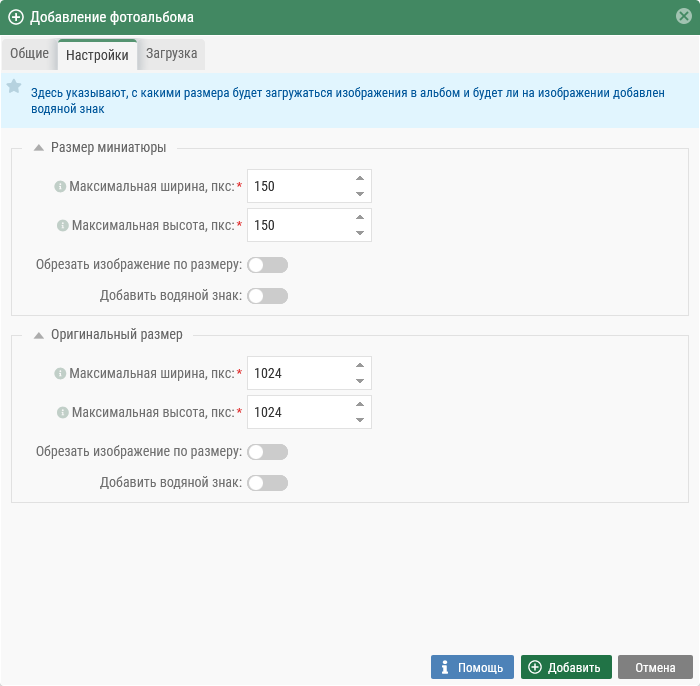 Добавление фотоальбома
Общие Настройки Загрузка
Здесь указывают, с какими размера будет загружаться изображения в альбом и будет ли на изображении добавлен
водяной знак
Размер миниатюры
Максимальная ширина, пкс:* 150
Максимальная высота, пкс:* 150
Обрезать изображение по размеру:
Добавить водяной знак:
Оригинальный размер
Максимальная ширина, пкс:* 1024
Максимальная высота, пкс:* 1024
Обрезать изображение по размеру:
Добавить водяной знак:
Помощь Добавить Отмена